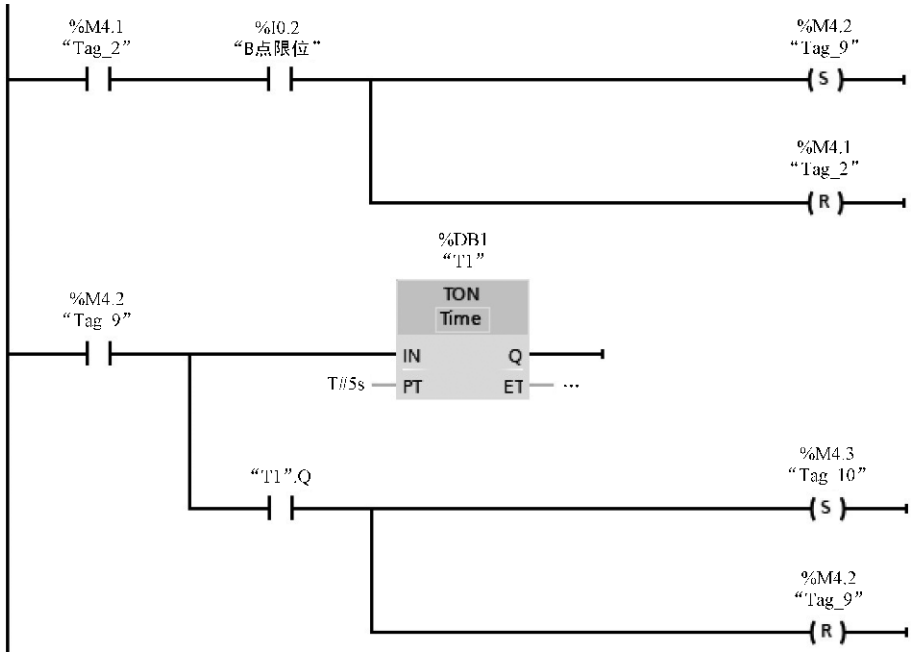 %M4.1
“Tag_2”
%I0.2
“B点限位”
%M4.2
“Tag_9”
( S )
%M4.1
“Tag_2”
( R )
%DB1
“T1”
TON
Time
%M4.2
“Tag_9”
IN
Q
T#5s
PT
ET
...
“T1”.Q
%M4.3
“Tag_10”
( S )
%M4.2
“Tag_9”
( R )